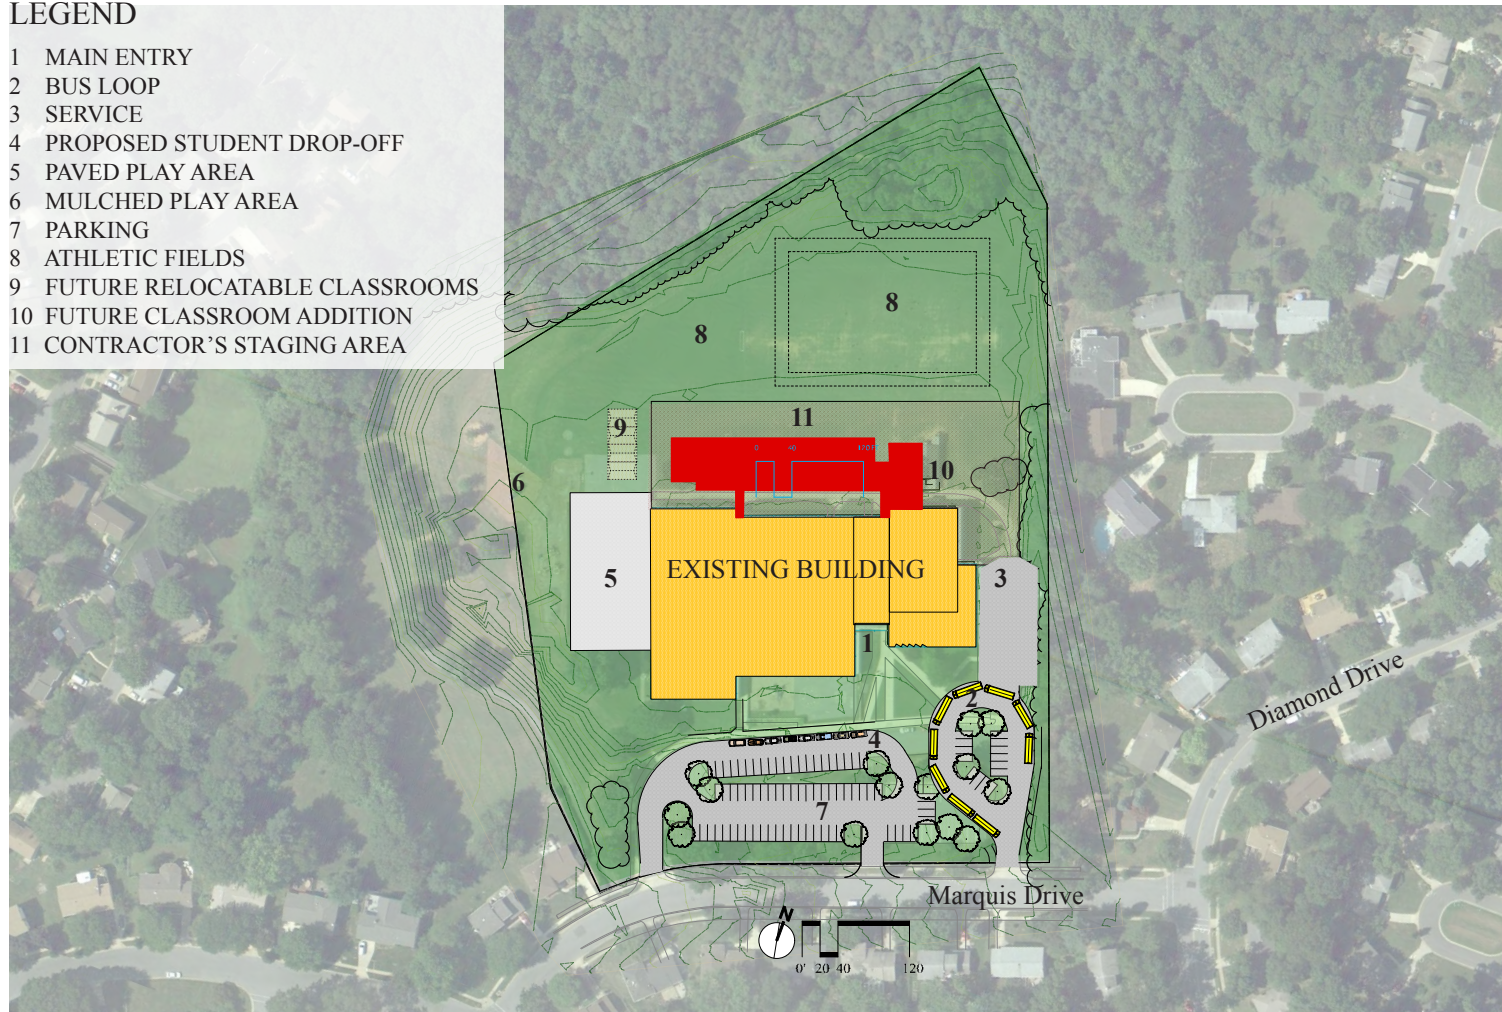 LEGEND
1 MAIN ENTRY
2 BUS LOOP
3 SERVICE
4 PROPOSED STUDENT DROP-OFF
5 PAVED PLAY AREA
6 MULCHED PLAY AREA
7 PARKING
8 ATHLETIC FIELDS
9 FUTURE RELOCATABLE CLASSROOMS
10 FUTURE CLASSROOM ADDITION
11 CONTRACTOR'S STAGING AREA
8
8
11
9
10
0 40
6
EXISTING BUILDING
5
3
1
Diamond Drive
2
4
7
Marquis Drive
N
0' 20 40 120